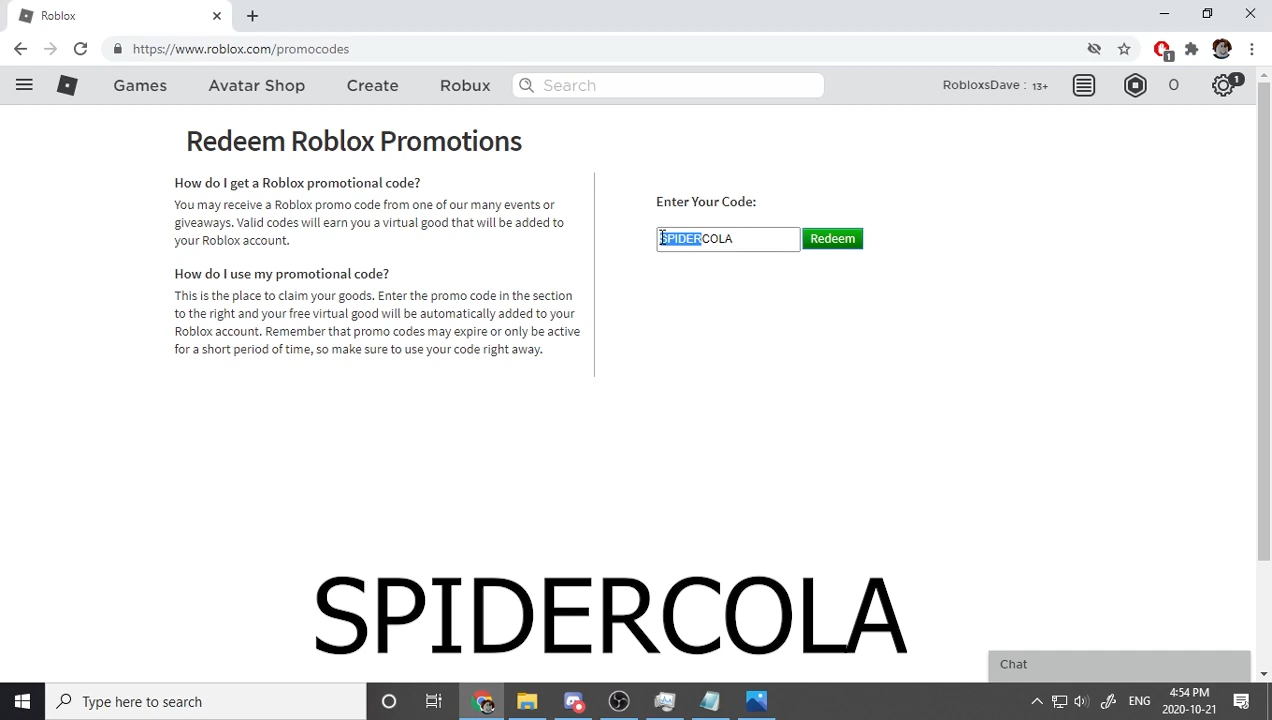 Roblox
https://www.roblox.com/promocodes
1
Games
Avatar Shop
Create
Robux
Search
RobloxsDave : 13+
0
1
Redeem Roblox Promotions
How do I get a Roblox promotional code?
You may receive a Roblox promo code from one of our many events or
giveaways. Valid codes will earn you a virtual good that will be added to
your Roblox account.
How do I use my promotional code?
This is the place to claim your goods. Enter the promo code in the section
to the right and your free virtual good will be automatically added to your
Roblox account. Remember that promo codes may expire or only be active
for a short period of time, so make sure to use your code right away.
Enter Your Code:
SPIDERCOLA
Redeem
SPIDERCOLA
Chat
Type here to search
ENG
4:54 PM
2020-10-21